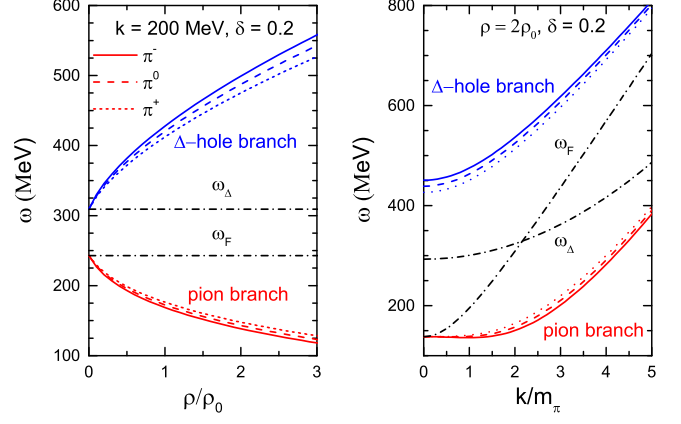 k = 200 MeV, δ = 0.2
π⁻
π⁰
π⁺
Δ−hole branch
ω_Δ
ω_F
pion branch
ω (MeV)
600
500
400
300
200
100
0
1
2
3
ρ/ρ₀
ρ = 2ρ₀, δ = 0.2
Δ−hole branch
ω_F
ω_Δ
pion branch
ω (MeV)
800
600
400
200
0
1
2
3
4
5
k/m_π